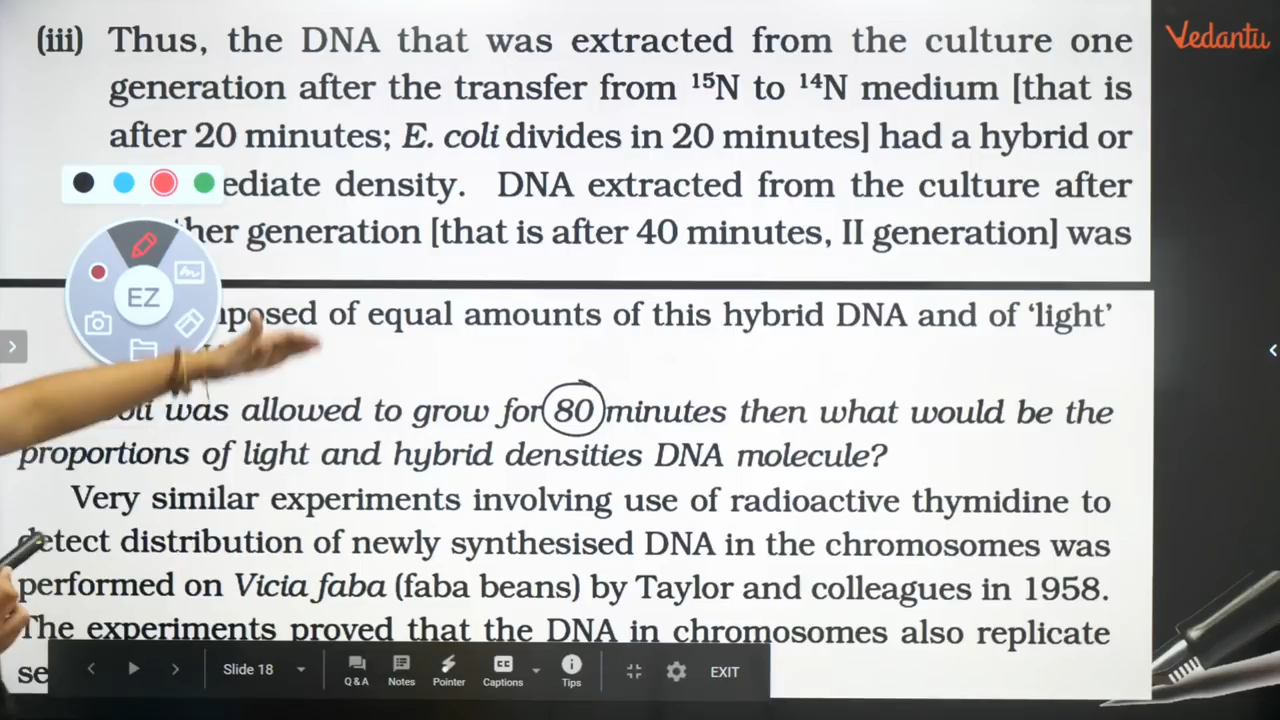 (iii) Thus, the DNA that was extracted from the culture one
Vedantu
generation after the transfer from ¹⁵N to ¹⁴N medium [that is
after 20 minutes; E. coli divides in 20 minutes] had a hybrid or
ediate density. DNA extracted from the culture after
ther generation [that is after 40 minutes, II generation] was
EZ
posed of equal amounts of this hybrid DNA and of ‘light’
was allowed to grow for 80 minutes then what would be the
proportions of light and hybrid densities DNA molecule?
Very similar experiments involving use of radioactive thymidine to
detect distribution of newly synthesised DNA in the chromosomes was
performed on Vicia faba (faba beans) by Taylor and colleagues in 1958.
The experiments proved that the DNA in chromosomes also replicate
se
Slide 18
Q & A Notes Pointer Captions Tips EXIT
CC